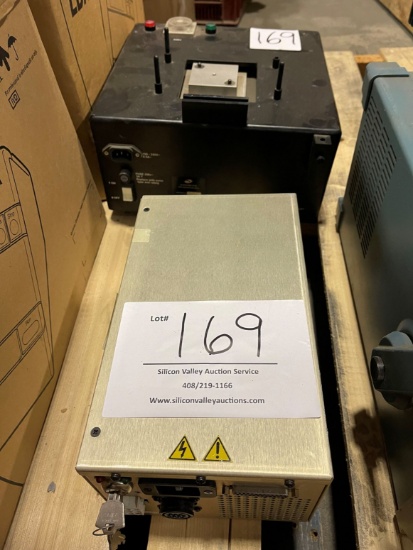 169
Lot# 169
Silicon Valley Auction Service
408/219-1166
Www.siliconvalleyauctions.com